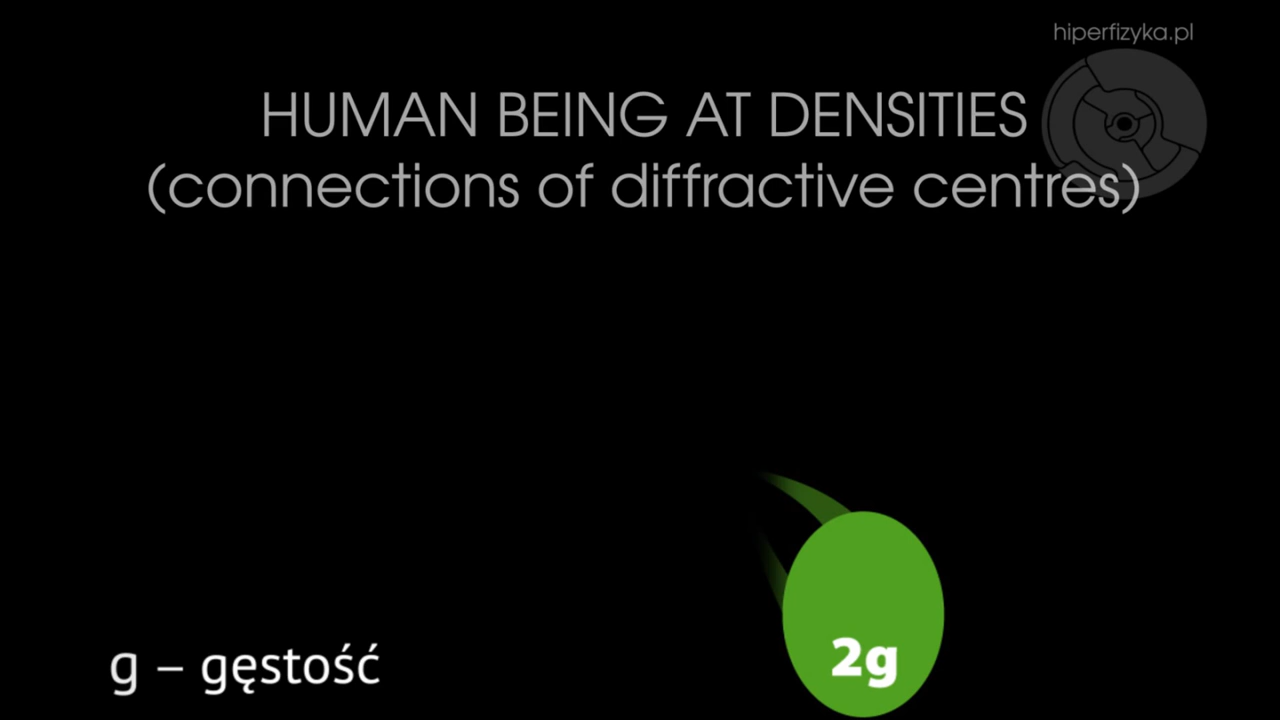 hiperfizyka.pl
HUMAN BEING AT DENSITIES
(connections of diffractive centres)
2g
g – gęstość